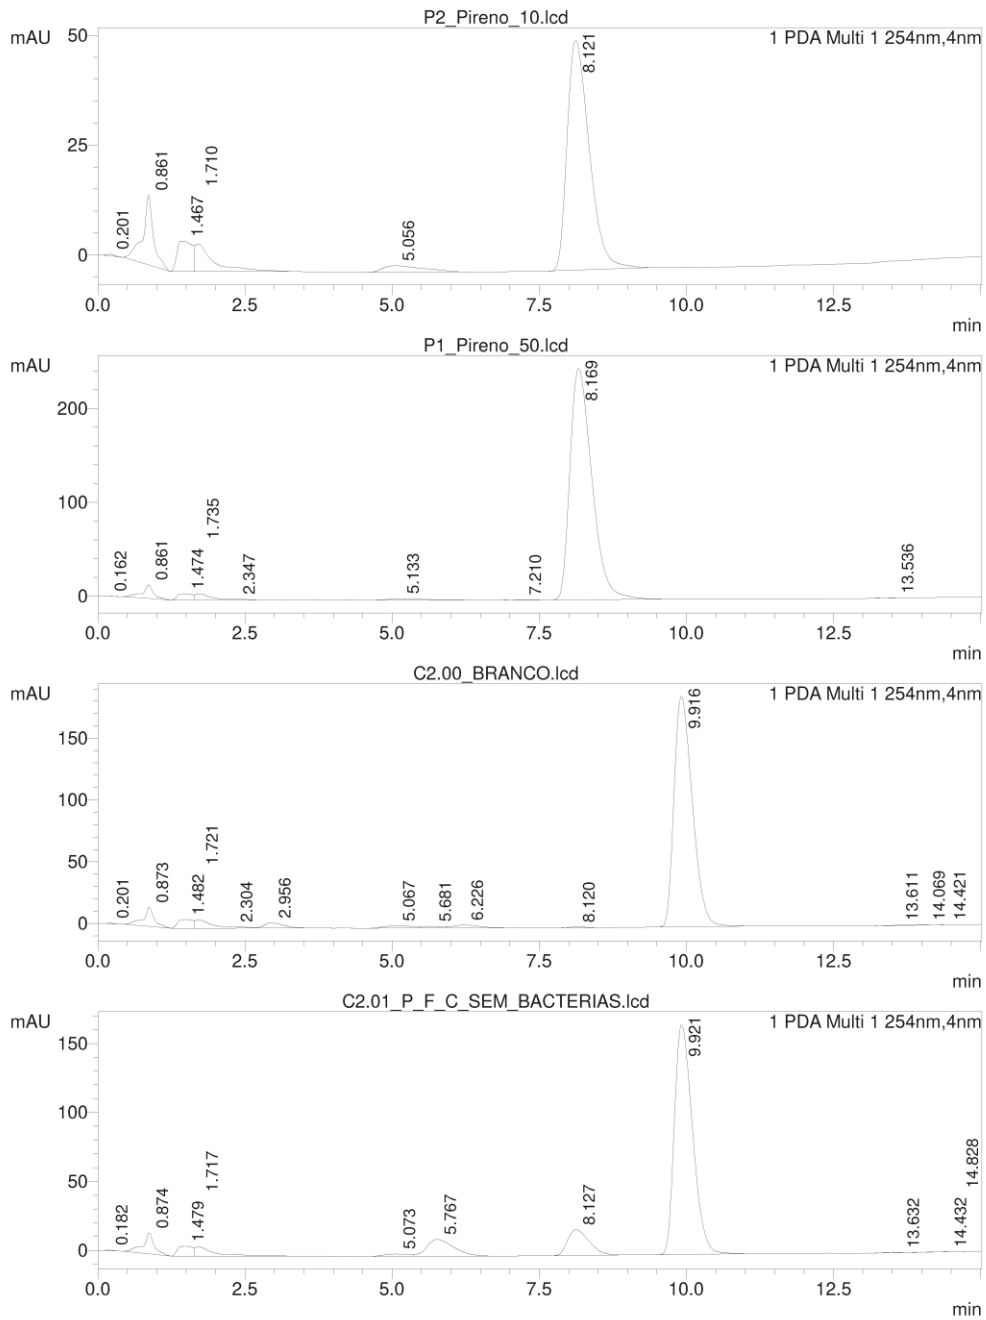 P2_Pireno_10.lcd
mAU
1 PDA Multi 1 254nm,4nm
50
25
0
0.201
0.861
1.467
1.710
5.056
8.121
0.0 2.5 5.0 7.5 10.0 12.5
min
P1_Pireno_50.lcd
mAU
1 PDA Multi 1 254nm,4nm
200
100
0
0.162
0.861
1.474
1.735
2.347
5.133
7.210
8.169
13.536
0.0 2.5 5.0 7.5 10.0 12.5
min
C2.00_BRANCO.lcd
mAU
1 PDA Multi 1 254nm,4nm
150
100
50
0
0.201
0.873
1.482
1.721
2.304
2.956
5.067
5.681
6.226
8.120
9.916
13.611
14.069
14.421
0.0 2.5 5.0 7.5 10.0 12.5
min
C2.01_P_F_C_SEM_BACTERIAS.lcd
mAU
1 PDA Multi 1 254nm,4nm
150
100
50
0
0.182
0.874
1.479
1.717
5.073
5.767
8.127
9.921
13.632
14.432
14.828
0.0 2.5 5.0 7.5 10.0 12.5
min